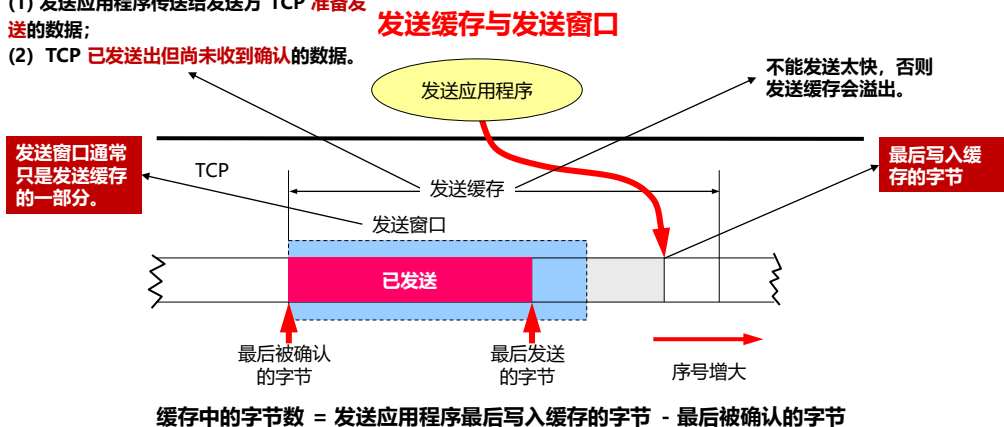 (1) 发送应用程序传送给发送方 TCP 准备发
送的数据；
(2) TCP 已发送出但尚未收到确认的数据。
发送缓存与发送窗口
发送应用程序
不能发送太快，否则
发送缓存会溢出。
发送窗口通常
只是发送缓存
的一部分。
TCP
发送缓存
最后写入缓
存的字节
发送窗口
已发送
最后被确认
的字节
最后发送
的字节
序号增大
缓存中的字节数 = 发送应用程序最后写入缓存的字节 - 最后被确认的字节